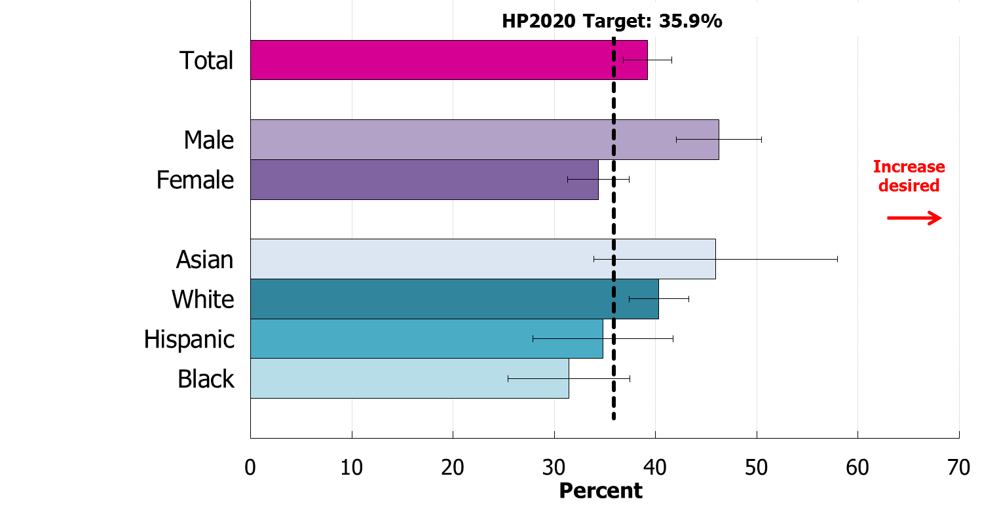 HP2020 Target: 35.9%
Total
Male
Female
Increase
desired
Asian
White
Hispanic
Black
0 10 20 30 40 50 60 70
Percent